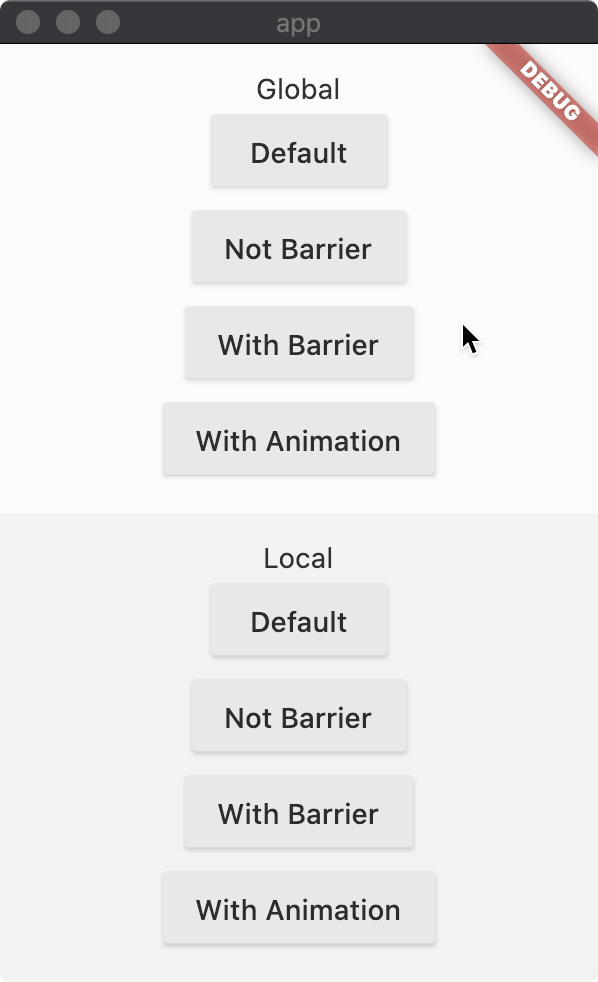 app
DEBUG
Global
Default
Not Barrier
With Barrier
With Animation
Local
Default
Not Barrier
With Barrier
With Animation